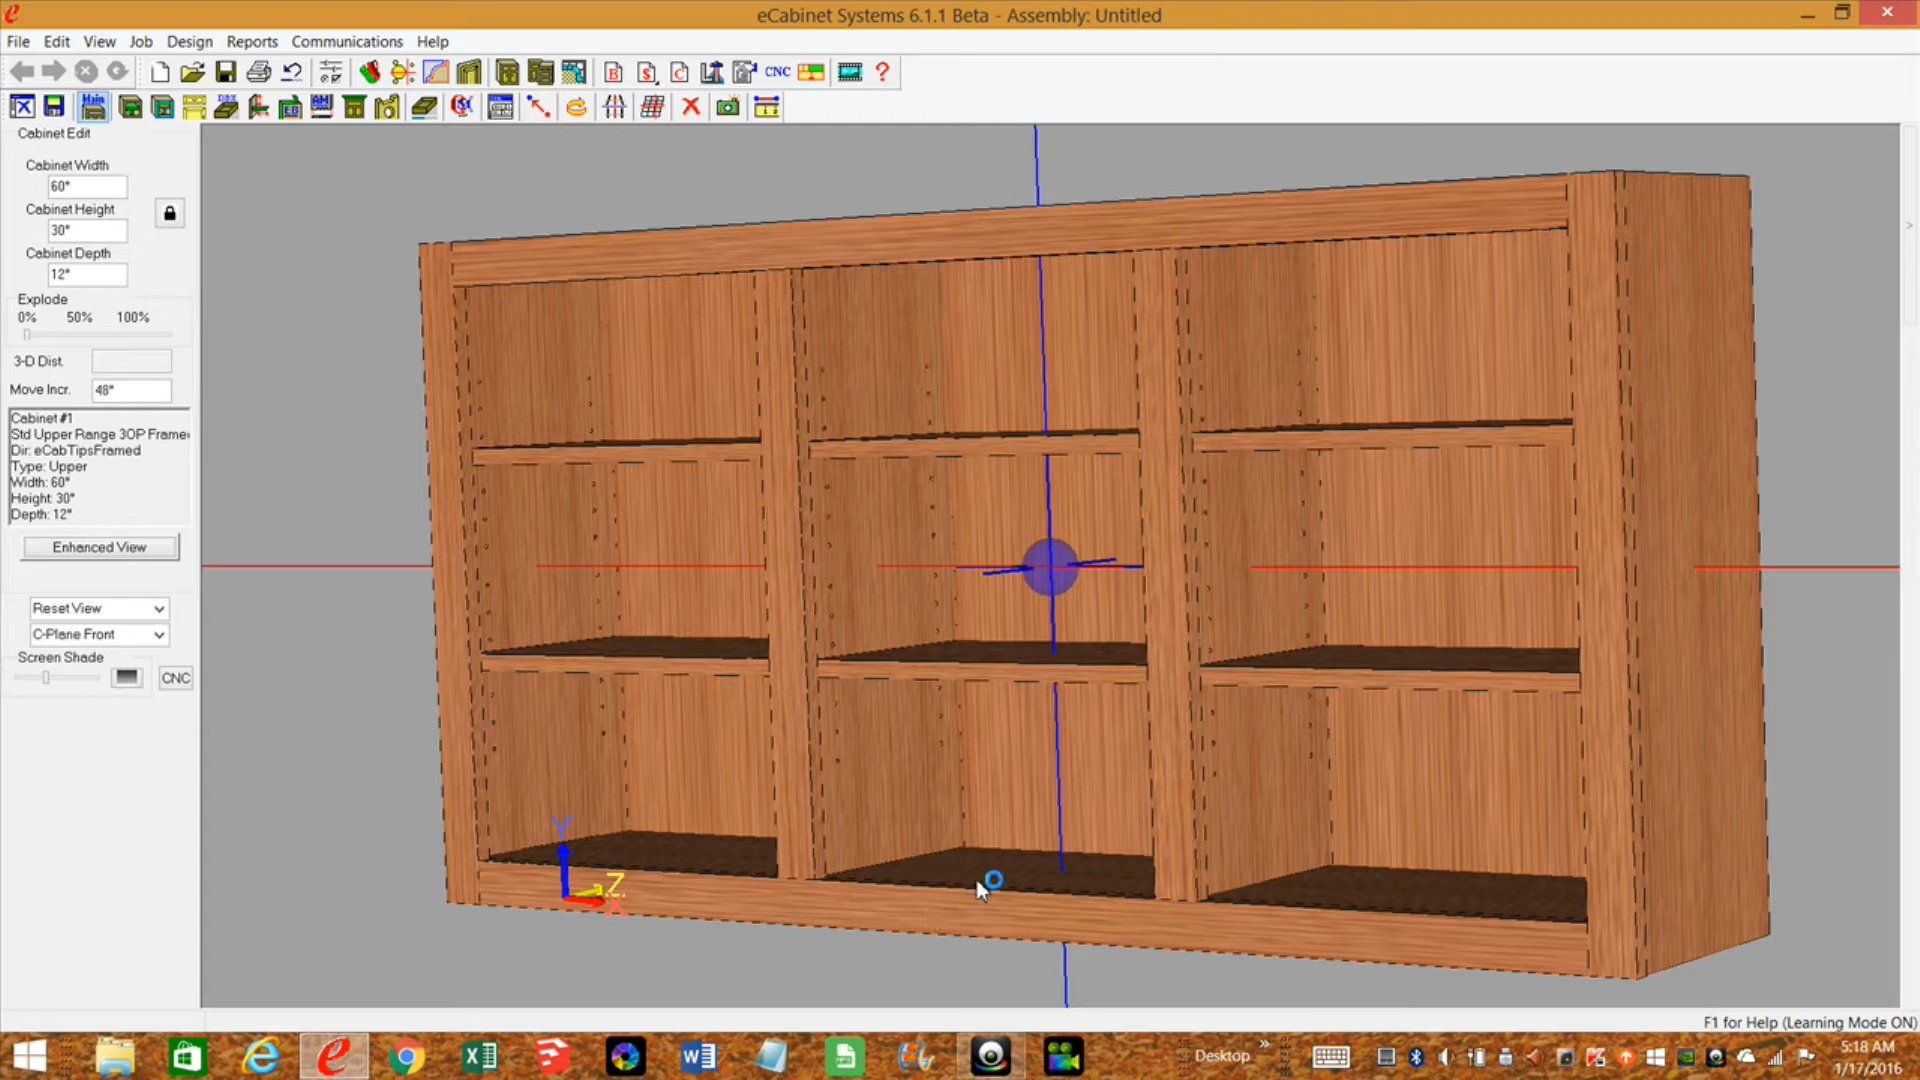 eCabinet Systems 6.1.1 Beta - Assembly: Untitled
File Edit View Job Design Reports Communications Help
B $ C CNC ?
Main EB
Cabinet Edit
Cabinet Width
60"
Cabinet Height
30"
Cabinet Depth
12"
Explode
0% 50% 100%
3-D Dist.
Move Incr. 48"
Cabinet #1
Std Upper Range 3OP Frame
Dir: eCabTipsFramed
Type: Upper
Width: 60"
Height: 30"
Depth: 12"
Enhanced View
Reset View
C-Plane Front
Screen Shade
CNC
Y
Z
X
F1 for Help (Learning Mode ON)
Desktop
5:18 AM
1/17/2016